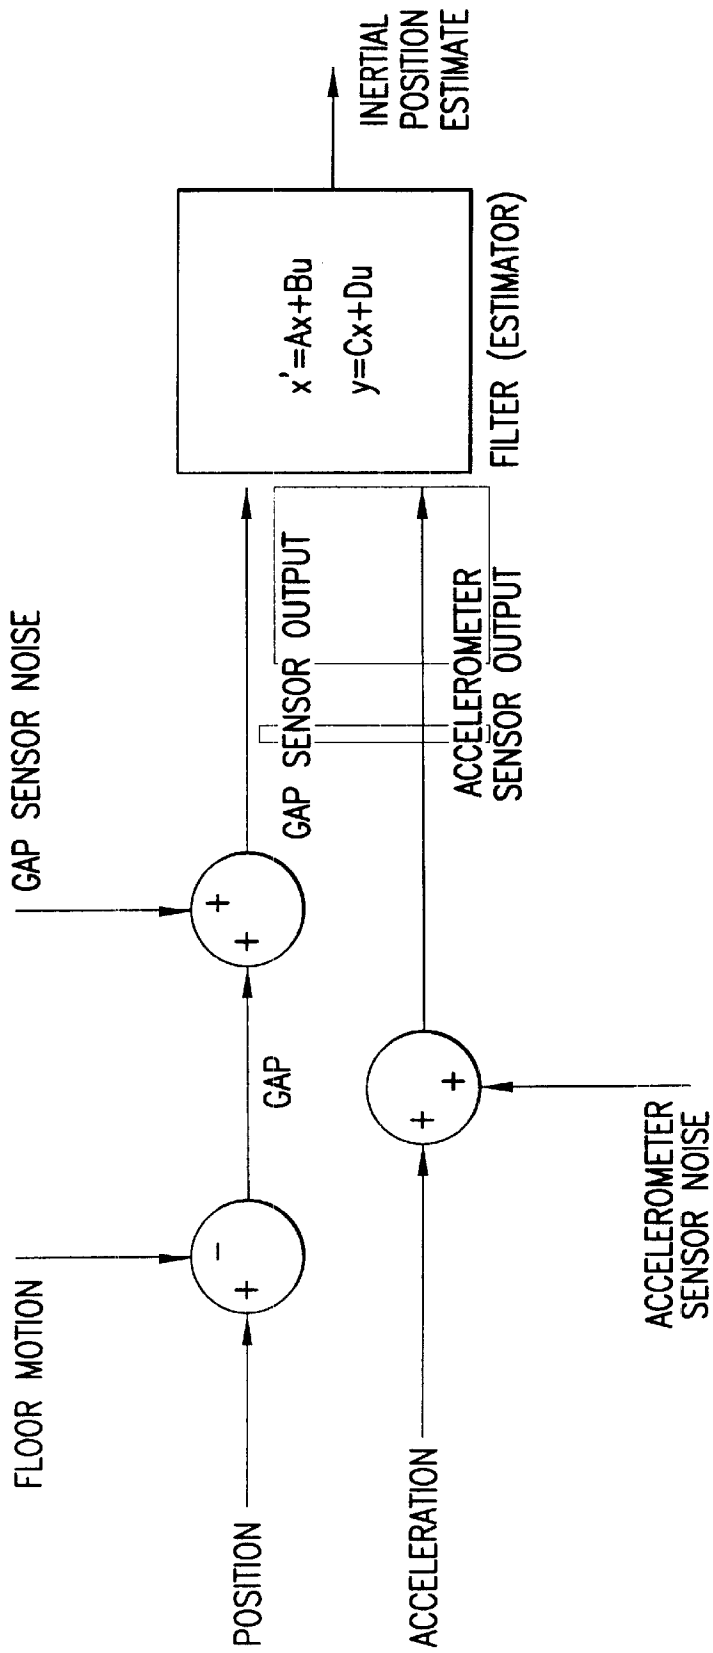 FLOOR MOTION
GAP SENSOR NOISE
POSITION
-
+
GAP
+
+
GAP SENSOR OUTPUT
x'=Ax+Bu
y=Cx+Du
INERTIAL
POSITION
ESTIMATE
ACCELERATION
+
+
ACCELEROMETER
SENSOR OUTPUT
FILTER (ESTIMATOR)
ACCELEROMETER
SENSOR NOISE